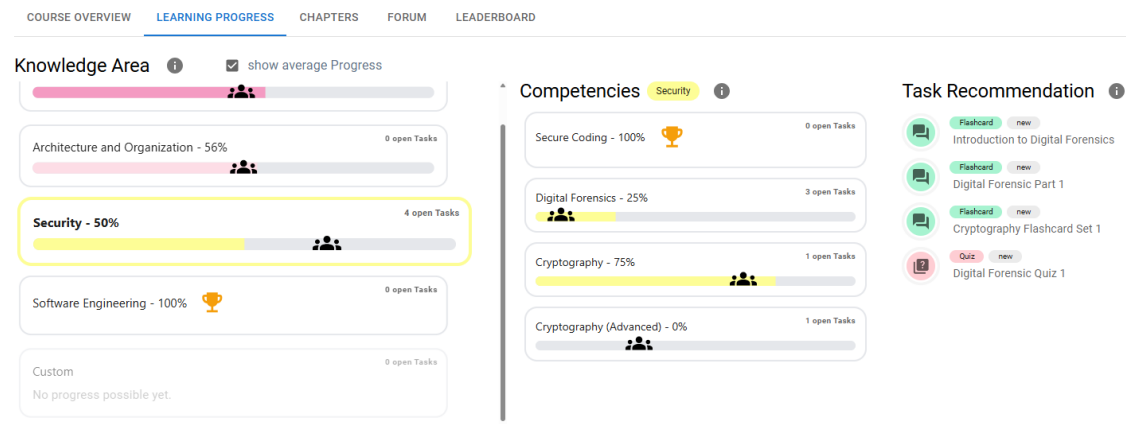 COURSE OVERVIEW LEARNING PROGRESS CHAPTERS FORUM LEADERBOARD
Knowledge Area
show average Progress
Architecture and Organization - 56%
0 open Tasks
Security - 50%
4 open Tasks
Software Engineering - 100%
0 open Tasks
Custom
0 open Tasks
No progress possible yet.
Competencies Security
Secure Coding - 100%
0 open Tasks
Digital Forensics - 25%
3 open Tasks
Cryptography - 75%
1 open Tasks
Cryptography (Advanced) - 0%
1 open Tasks
Task Recommendation
Flashcard new
Introduction to Digital Forensics
Flashcard new
Digital Forensic Part 1
Flashcard new
Cryptography Flashcard Set 1
Quiz new
Digital Forensic Quiz 1